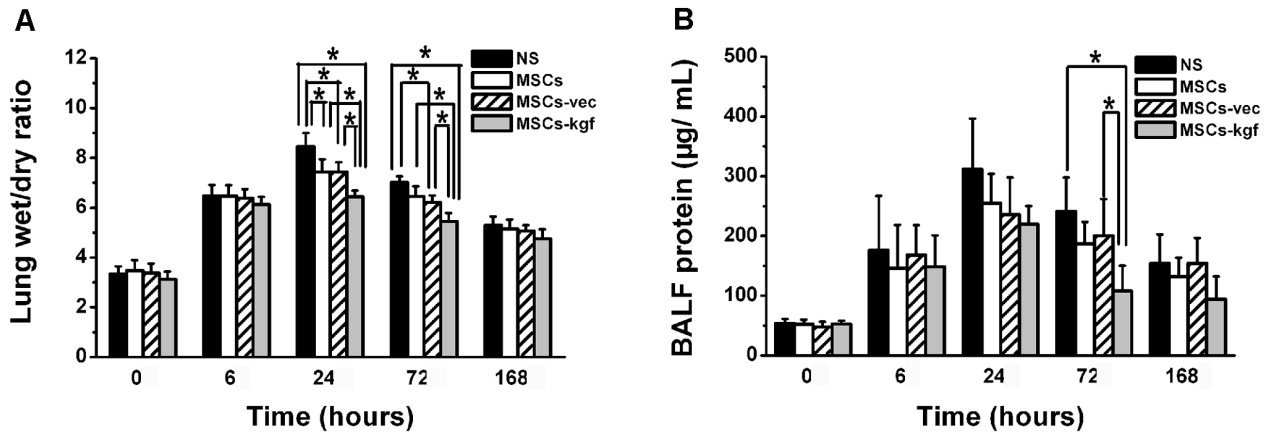 A
Lung wet/dry ratio
12
10
8
6
4
2
0
* * * * *
* * * *
NS
MSCs
MSCs-vec
MSCs-kgf
0 6 24 72 168
Time (hours)
B
BALF protein (μg/ mL)
500
400
300
200
100
0
* *
NS
MSCs
MSCs-vec
MSCs-kgf
0 6 24 72 168
Time (hours)